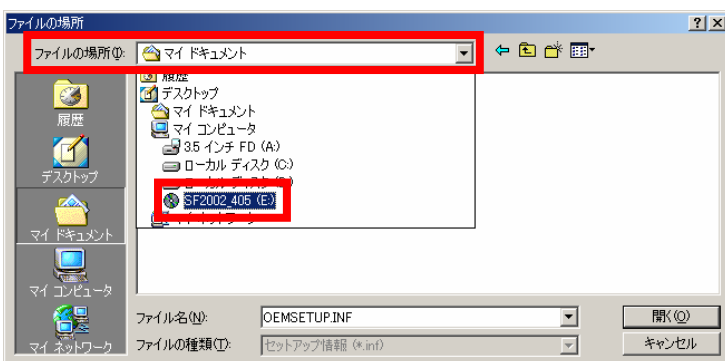 ファイルの場所
ファイルの場所(I):
マイ ドキュメント
履歴
デスクトップ
マイ ドキュメント
マイ コンピュータ
3.5 インチ FD (A:)
ローカル ディスク (C:)
SF2002_405 (E:)
履歴
デスクトップ
マイ ドキュメント
マイ コンピュータ
マイ ネットワーク
ファイル名(N):
OEMSETUP.INF
開く(O)
ファイルの種類(T):
セットアップ情報 (*.inf)
キャンセル